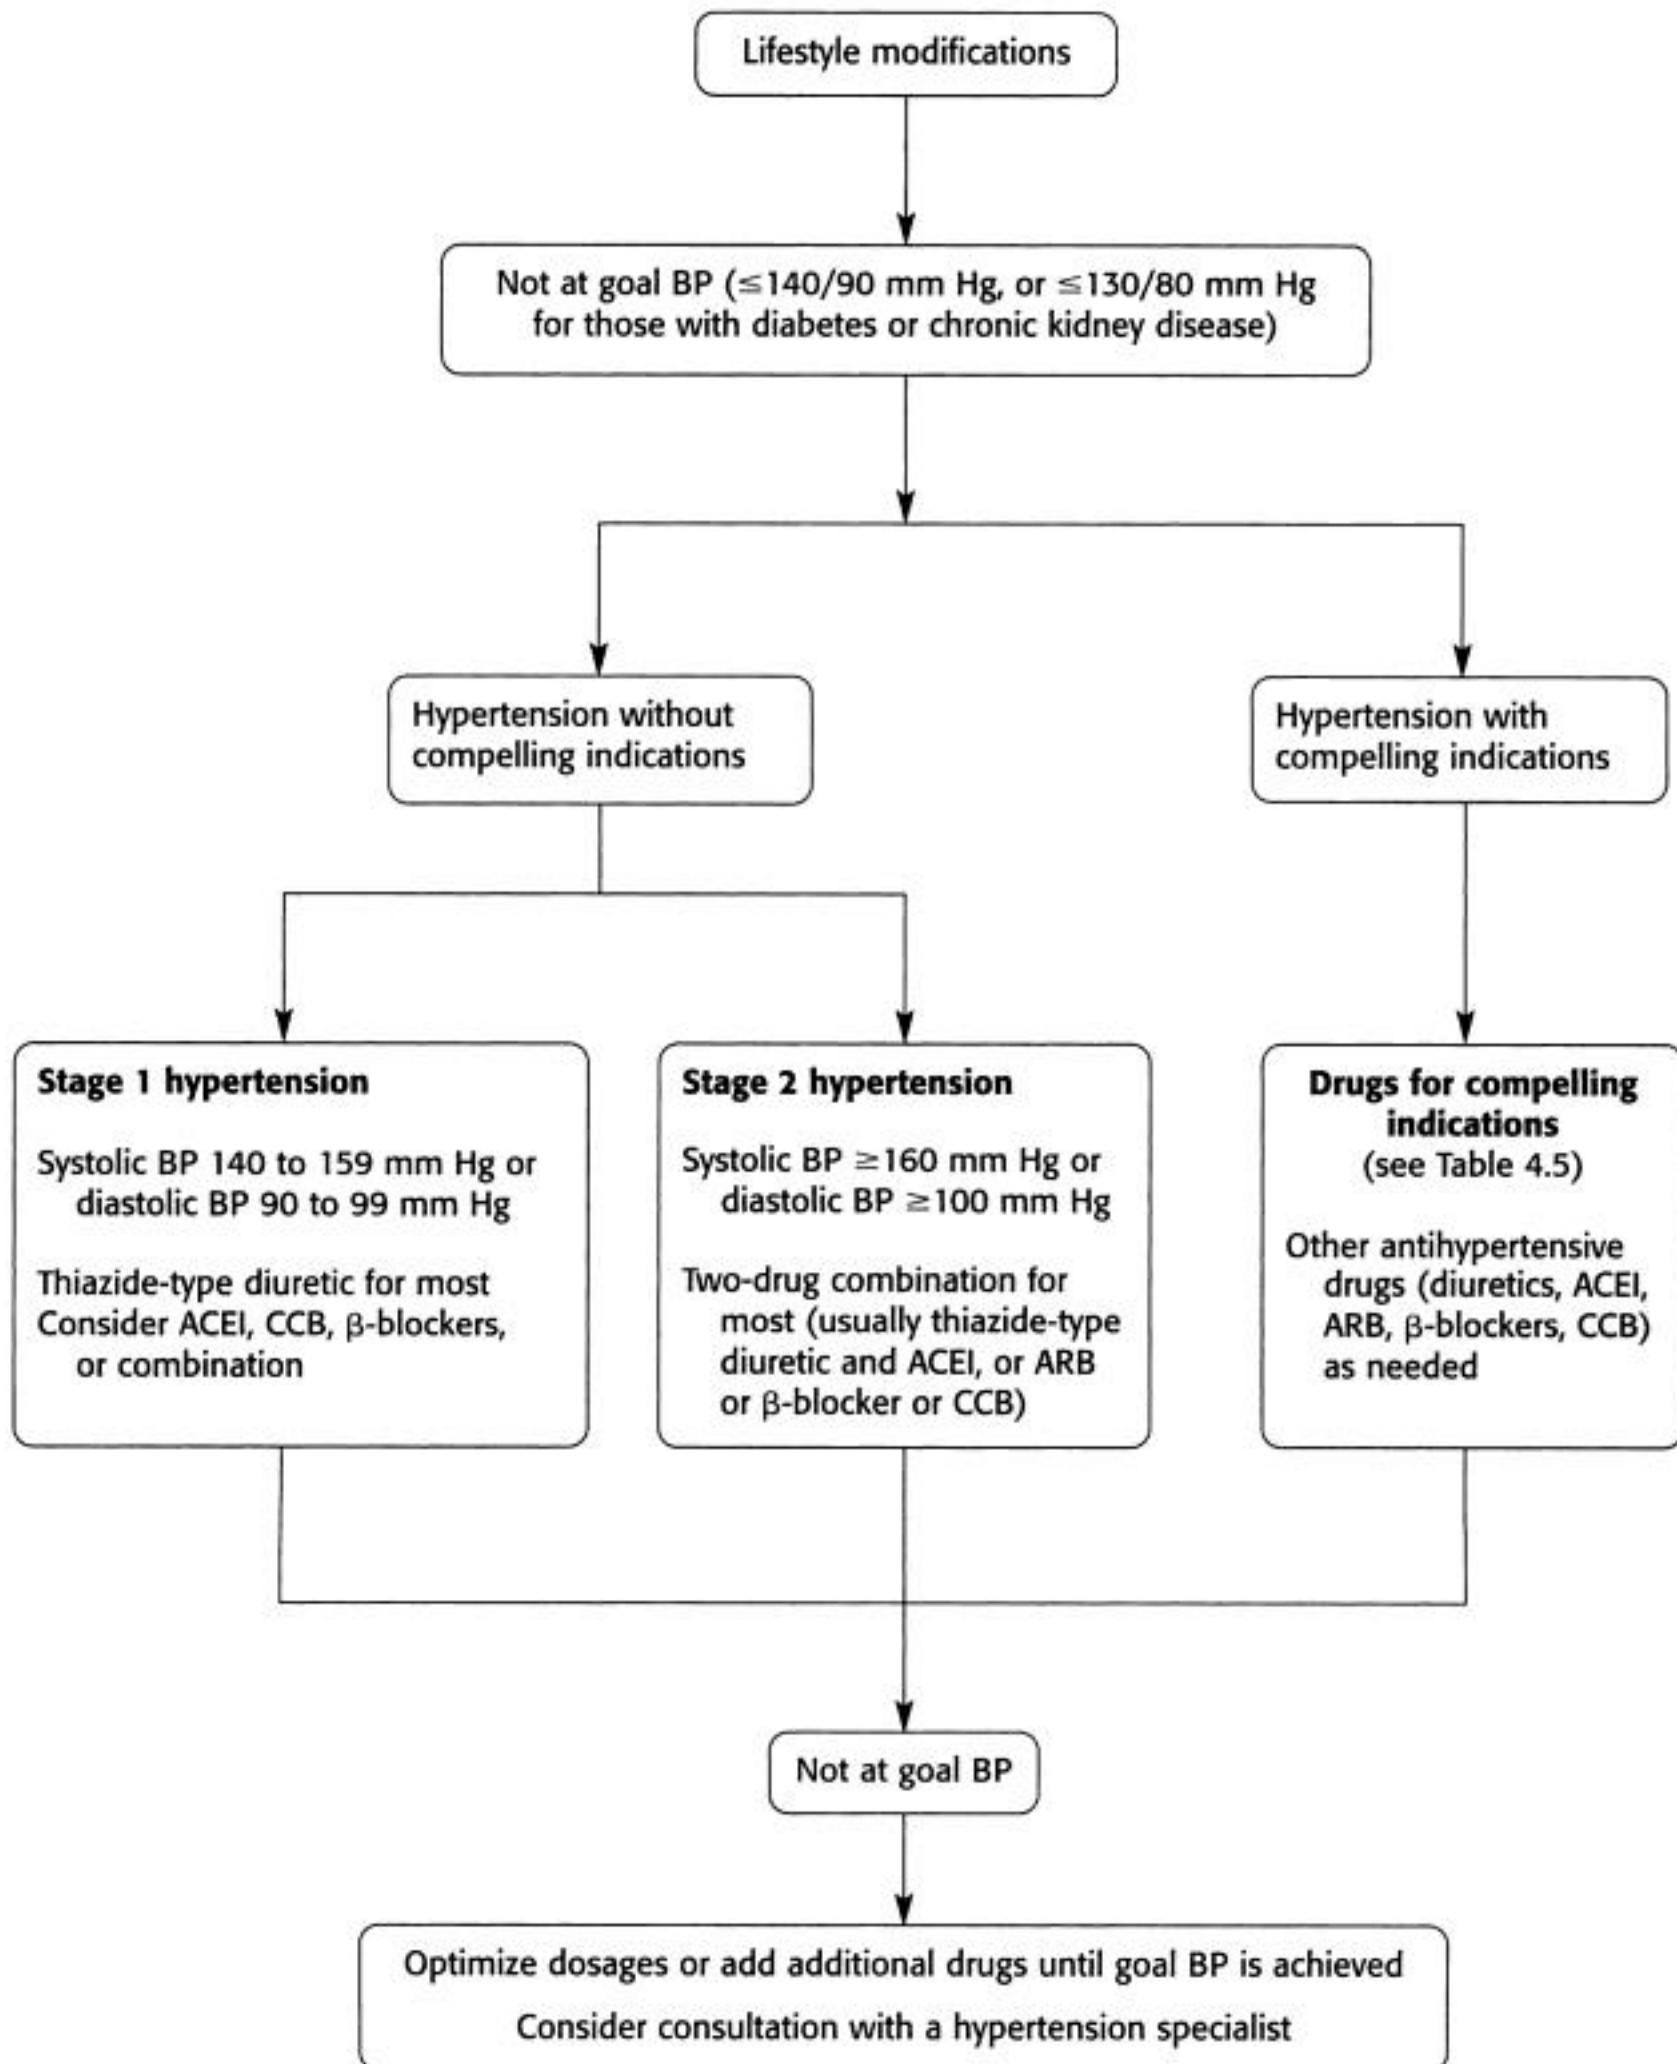 Lifestyle modifications
Not at goal BP (≤140/90 mm Hg, or ≤130/80 mm Hg
for those with diabetes or chronic kidney disease)
Hypertension without
compelling indications
Hypertension with
compelling indications
Stage 1 hypertension
Systolic BP 140 to 159 mm Hg or
diastolic BP 90 to 99 mm Hg
Thiazide-type diuretic for most
Consider ACEI, CCB, β-blockers,
or combination
Stage 2 hypertension
Systolic BP ≥160 mm Hg or
diastolic BP ≥100 mm Hg
Two-drug combination for
most (usually thiazide-type
diuretic and ACEI, or ARB
or β-blocker or CCB)
Drugs for compelling
indications
(see Table 4.5)
Other antihypertensive
drugs (diuretics, ACEI,
ARB, β-blockers, CCB)
as needed
Not at goal BP
Optimize dosages or add additional drugs until goal BP is achieved
Consider consultation with a hypertension specialist